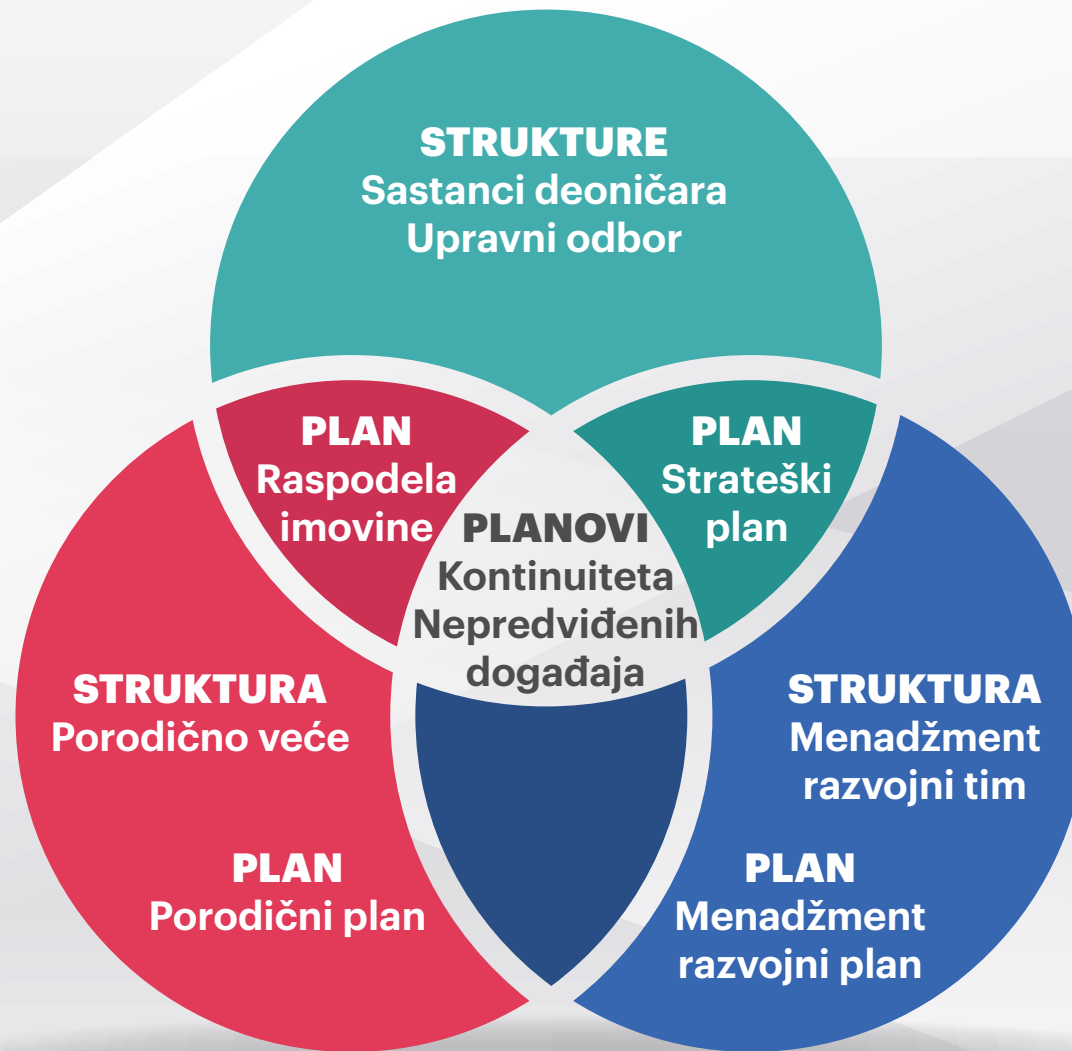 STRUKTURE
Sastanci deoničara
Upravni odbor
PLAN
Raspodela
imovine
PLAN
Strateški
plan
PLANOVI
Kontinuiteta
Nepredviđenih
događaja
STRUKTURA
Porodično veće
PLAN
Porodični plan
STRUKTURA
Menadžment
razvojni tim
PLAN
Menadžment
razvojni plan